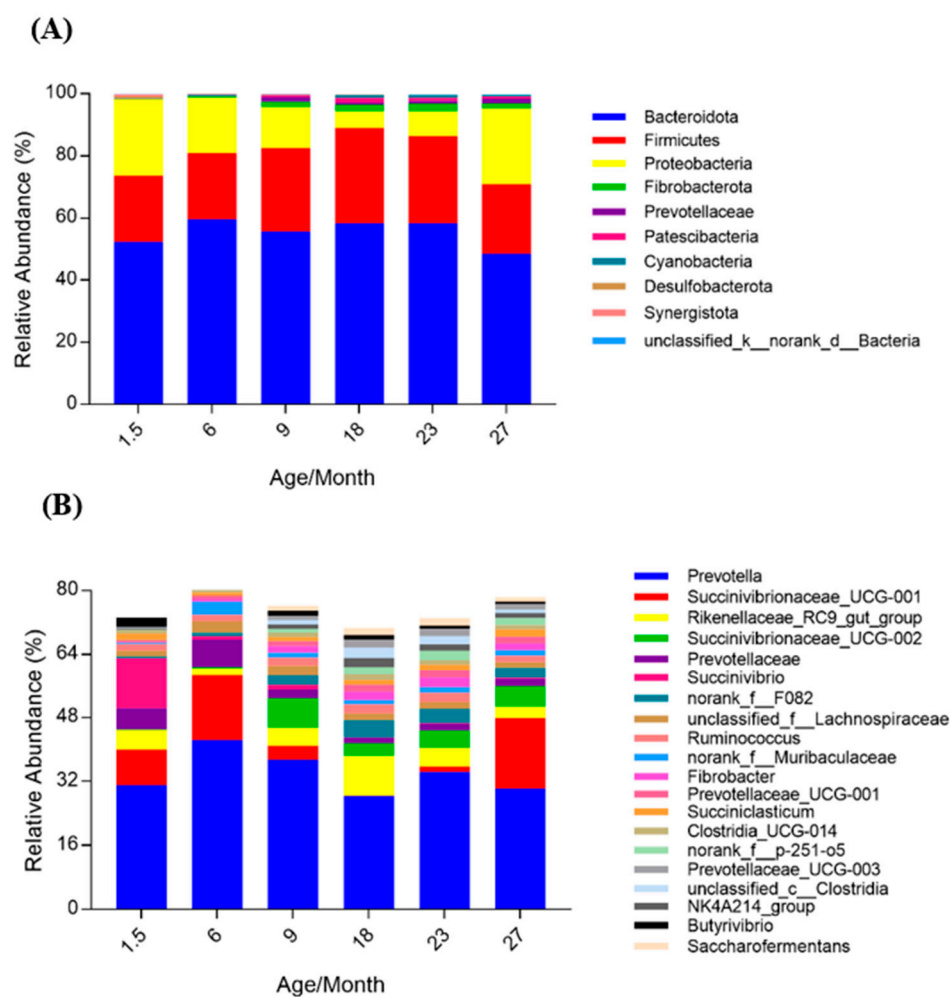 (A)
Relative Abundance (%)
100
80
60
40
20
0
1.5
6
9
18
23
27
Age/Month
Bacteroidota
Firmicutes
Proteobacteria
Fibrobacterota
Prevotellaceae
Patescibacteria
Cyanobacteria
Desulfobacterota
Synergistota
unclassified_k__norank_d__Bacteria
(B)
Relative Abundance (%)
80
64
48
32
16
0
1.5
6
9
18
23
27
Age/Month
Prevotella
Succinivibrionaceae_UCG-001
Rikenellaceae_RC9_gut_group
Succinivibrionaceae_UCG-002
Prevotellaceae
Succinivibrio
norank_f__F082
unclassified_f__Lachnospiraceae
Ruminococcus
norank_f__Muribaculaceae
Fibrobacter
Prevotellaceae_UCG-001
Succiniclasticum
Clostridia_UCG-014
norank_f__p-251-o5
Prevotellaceae_UCG-003
unclassified_c__Clostridia
NK4A214_group
Butyrivibrio
Saccharofermentans